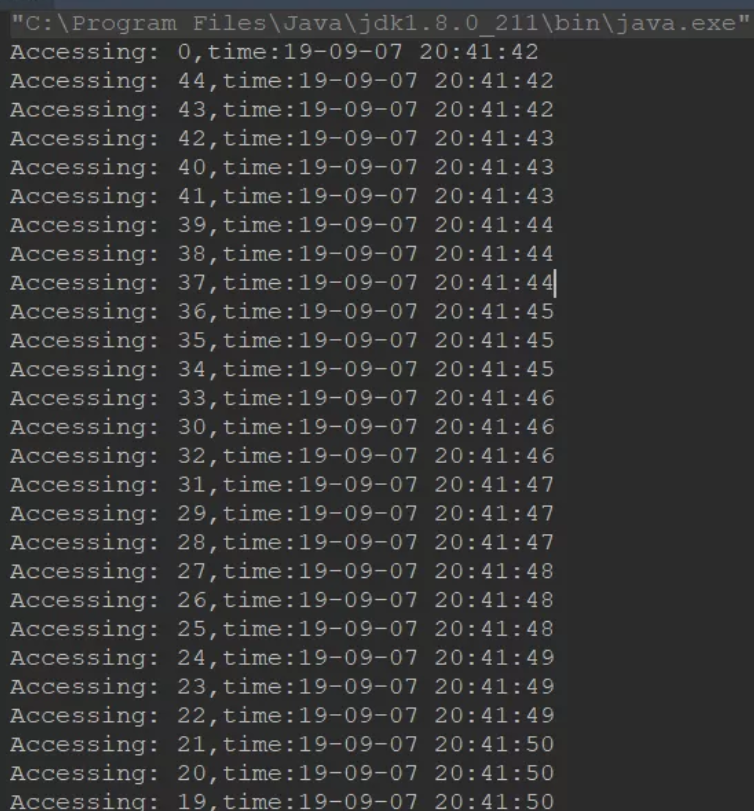 "C:\Program Files\Java\jdk1.8.0_211\bin\java.exe"
Accessing: 0,time:19-09-07 20:41:42
Accessing: 44,time:19-09-07 20:41:42
Accessing: 43,time:19-09-07 20:41:42
Accessing: 42,time:19-09-07 20:41:43
Accessing: 40,time:19-09-07 20:41:43
Accessing: 41,time:19-09-07 20:41:43
Accessing: 39,time:19-09-07 20:41:44
Accessing: 38,time:19-09-07 20:41:44
Accessing: 37,time:19-09-07 20:41:44
Accessing: 36,time:19-09-07 20:41:45
Accessing: 35,time:19-09-07 20:41:45
Accessing: 34,time:19-09-07 20:41:45
Accessing: 33,time:19-09-07 20:41:46
Accessing: 30,time:19-09-07 20:41:46
Accessing: 32,time:19-09-07 20:41:46
Accessing: 31,time:19-09-07 20:41:47
Accessing: 29,time:19-09-07 20:41:47
Accessing: 28,time:19-09-07 20:41:47
Accessing: 27,time:19-09-07 20:41:48
Accessing: 26,time:19-09-07 20:41:48
Accessing: 25,time:19-09-07 20:41:48
Accessing: 24,time:19-09-07 20:41:49
Accessing: 23,time:19-09-07 20:41:49
Accessing: 22,time:19-09-07 20:41:49
Accessing: 21,time:19-09-07 20:41:50
Accessing: 20,time:19-09-07 20:41:50
Accessing: 19,time:19-09-07 20:41:50